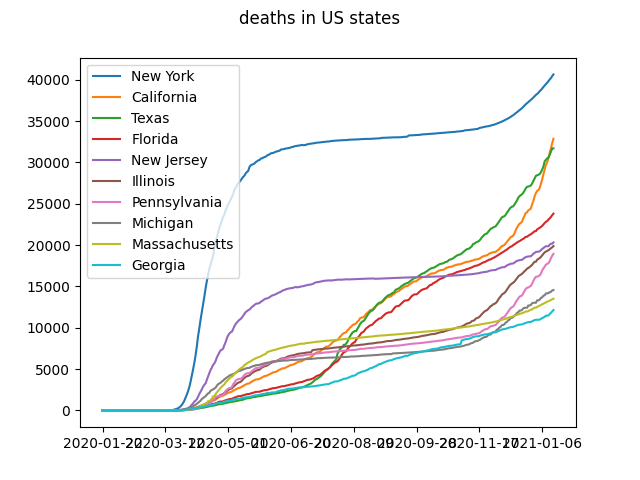 deaths in US states
40000
35000
30000
25000
20000
15000
10000
5000
0
New York
California
Texas
Florida
New Jersey
Illinois
Pennsylvania
Michigan
Massachusetts
Georgia
2020-01-22 2020-03-12 2020-05-01 2020-06-20 2020-08-09 2020-09-28 2020-11-17 2021-01-06